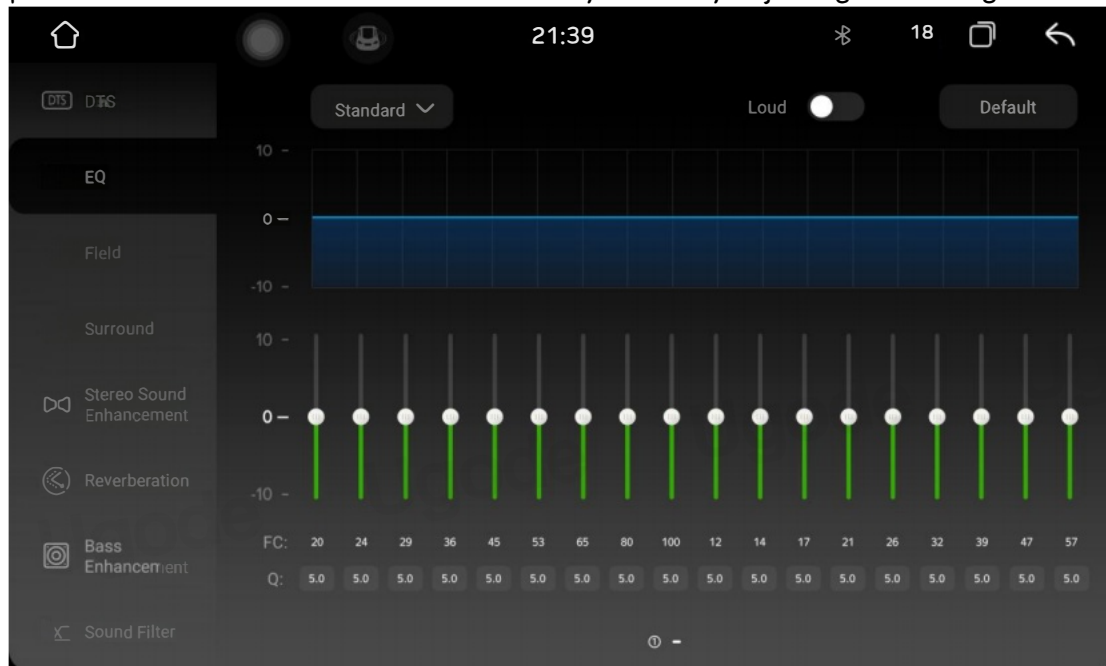 21:39 18
DTS
Standard Loud Default
EQ
Field
Surround
Stereo Sound
Enhancement
Reverberation
Bass
Enhancement
Sound Filter
10
0
-10
10
0
-10
FC: 20 24 29 36 45 53 65 80 100 12 14 17 21 26 32 39 47 57
Q: 5.0 5.0 5.0 5.0 5.0 5.0 5.0 5.0 5.0 5.0 5.0 5.0 5.0 5.0 5.0 5.0 5.0 5.0
① -
Ugode
Ugode
Ugode